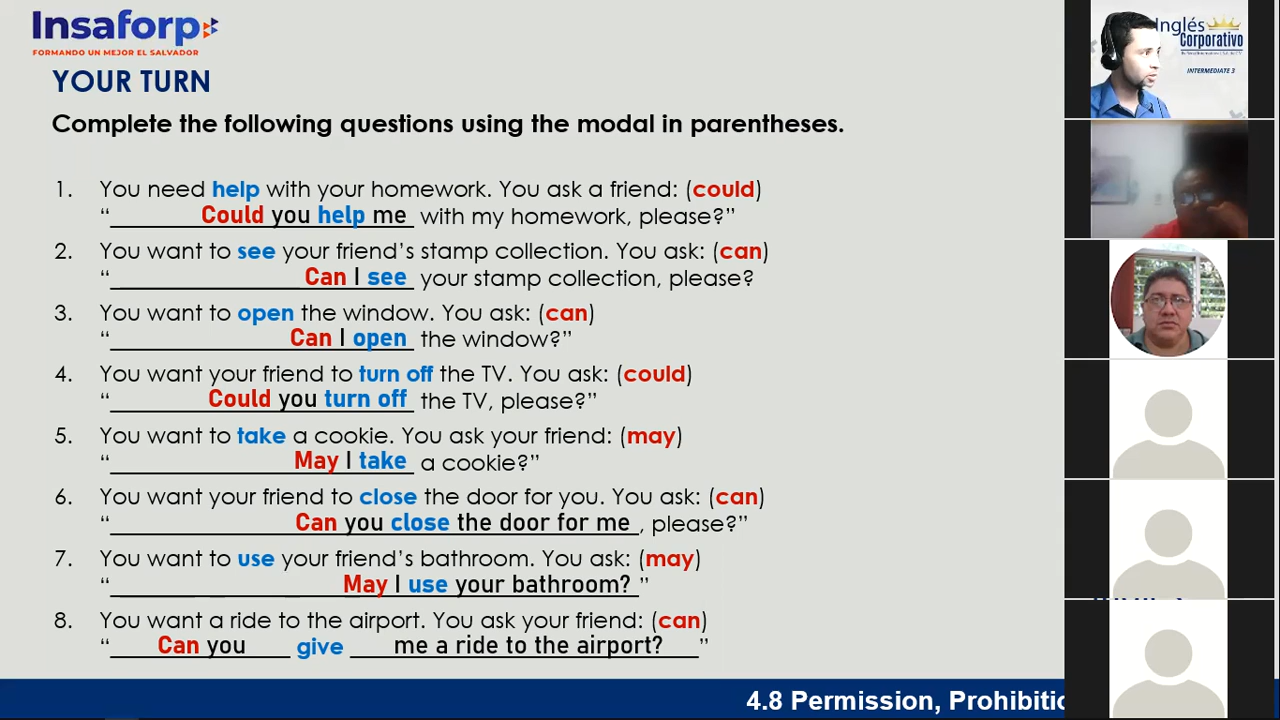 Insaforp
FORMANDO UN MEJOR EL SALVADOR
YOUR TURN
Complete the following questions using the modal in parentheses.
1. You need help with your homework. You ask a friend: (could)
“ Could you help me with my homework, please?”
2. You want to see your friend’s stamp collection. You ask: (can)
“ Can I see your stamp collection, please?
3. You want to open the window. You ask: (can)
“ Can I open the window?”
4. You want your friend to turn off the TV. You ask: (could)
“ Could you turn off the TV, please?”
5. You want to take a cookie. You ask your friend: (may)
“ May I take a cookie?”
6. You want your friend to close the door for you. You ask: (can)
“ Can you close the door for me , please?”
7. You want to use your friend’s bathroom. You ask: (may)
“ May I use your bathroom? ”
8. You want a ride to the airport. You ask your friend: (can)
“ Can you give me a ride to the airport? ”
4.8 Permission,
Inglés
Corporativo
INTERMEDIATE 3